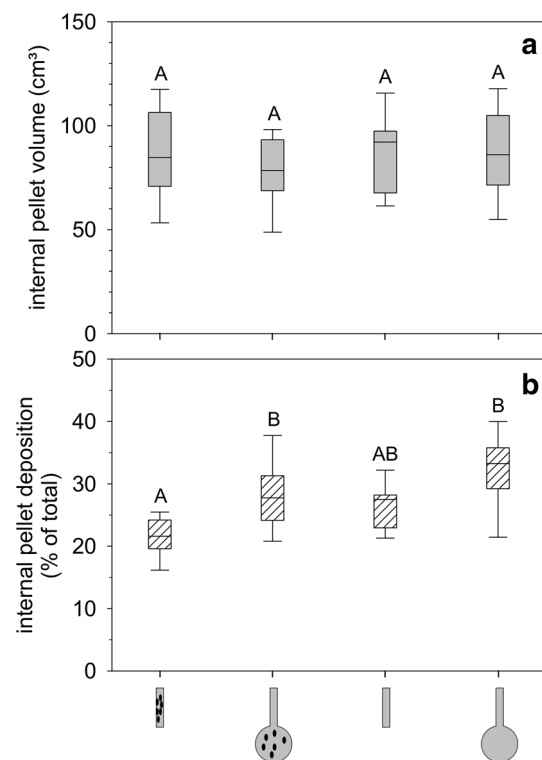 150
a
A
A
A
A
100
50
0
internal pellet volume (cm³)
50
b
B
B
AB
A
40
30
20
10
0
internal pellet deposition
(% of total)